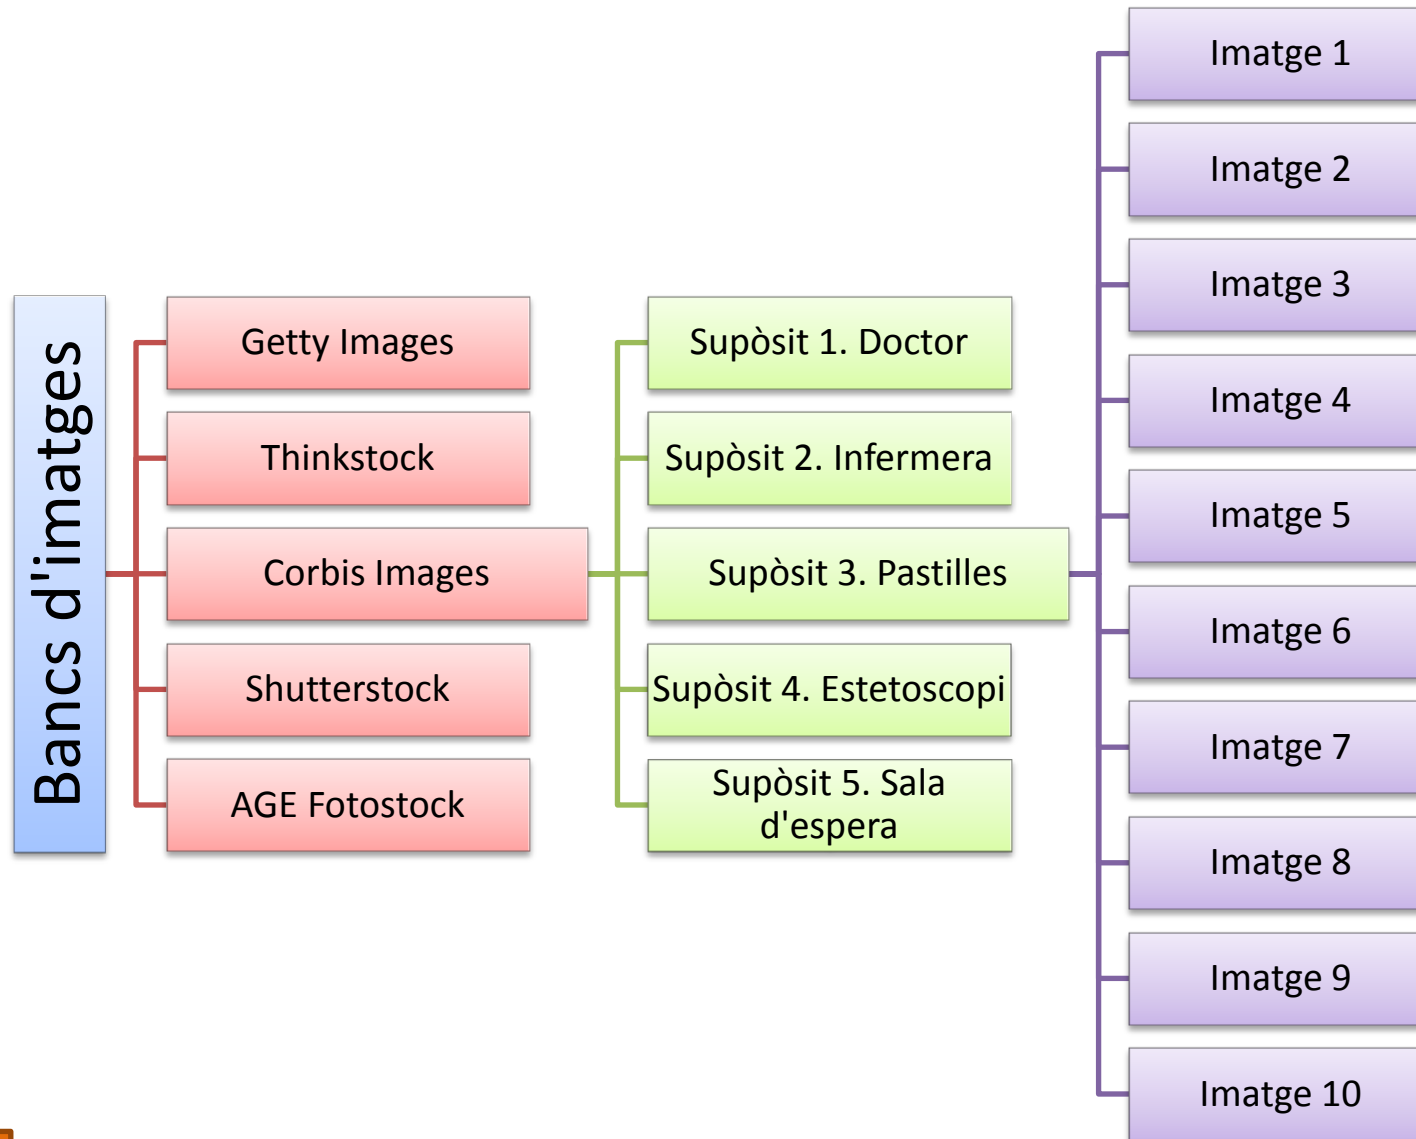 Bancs d'imatges
Getty Images
Thinkstock
Corbis Images
Shutterstock
AGE Fotostock
Supòsit 1. Doctor
Supòsit 2. Infermera
Supòsit 3. Pastilles
Supòsit 4. Estetoscopi
Supòsit 5. Sala
d'espera
Imatge 1
Imatge 2
Imatge 3
Imatge 4
Imatge 5
Imatge 6
Imatge 7
Imatge 8
Imatge 9
Imatge 10